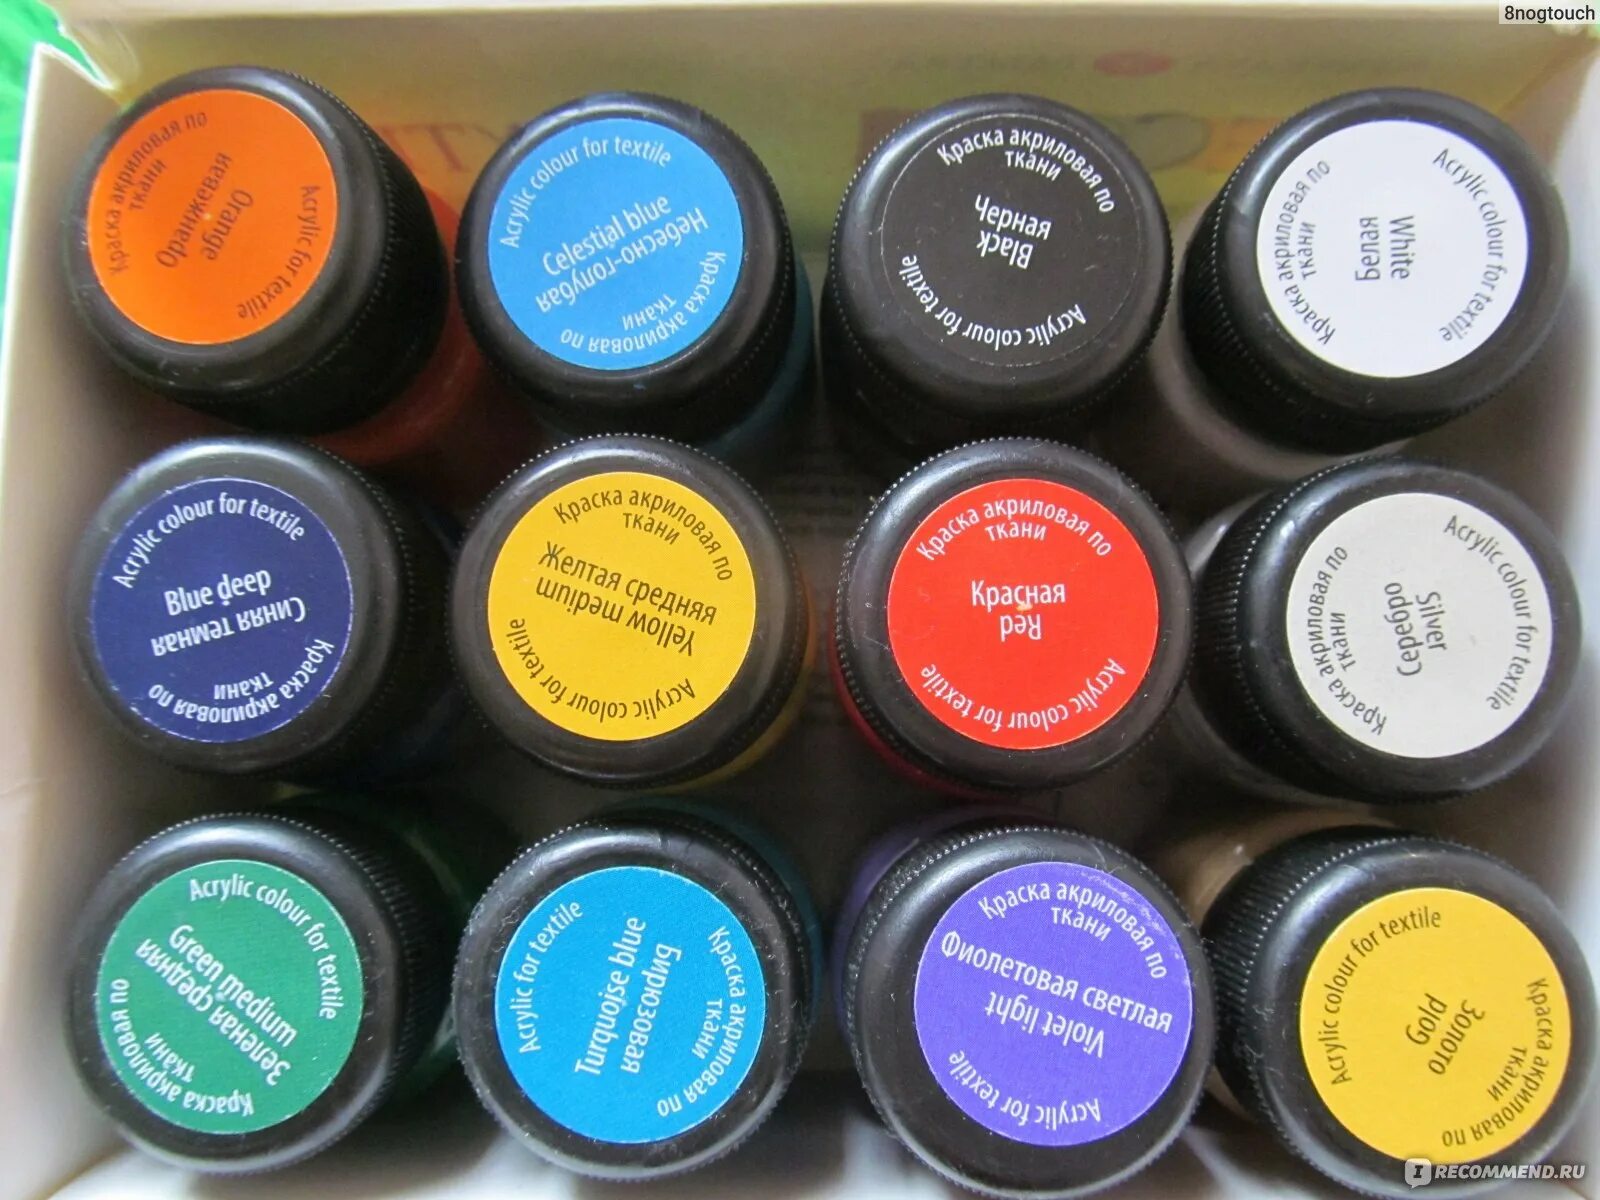 8nogtouch
Краска акриловая по
ткани
Оранжевая
Orange
Acrylic colour for textile
Acrylic colour for textile
Celestial blue
Небесно-голубая
Краска акриловая по
ткани
Краска акриловая по
ткани
Черная
Black
Acrylic colour for textile
Acrylic colour for textile
White
Белая
Краска акриловая по
ткани
Acrylic colour for textile
Blue deep
Синяя темная
Краска акриловая по
ткани
Краска акриловая по
ткани
Желтая средняя
Yellow medium
Acrylic colour for textile
Краска акриловая по
ткани
Красная
Red
Acrylic colour for textile
Acrylic colour for textile
Silver
Серебро
Краска акриловая по
ткани
Acrylic colour for textile
Green medium
Зеленая средняя
Краска акриловая по
ткани
Acrylic for textile
Turquoise blue
Бирюзовая
Краска акриловая по
ткани
Краска акриловая по
ткани
Фиолетовая светлая
Violet light
Acrylic for textile
Acrylic colour for textile
Gold
Золото
Краска акриловая по
ткани
IRECOMMEND.RU